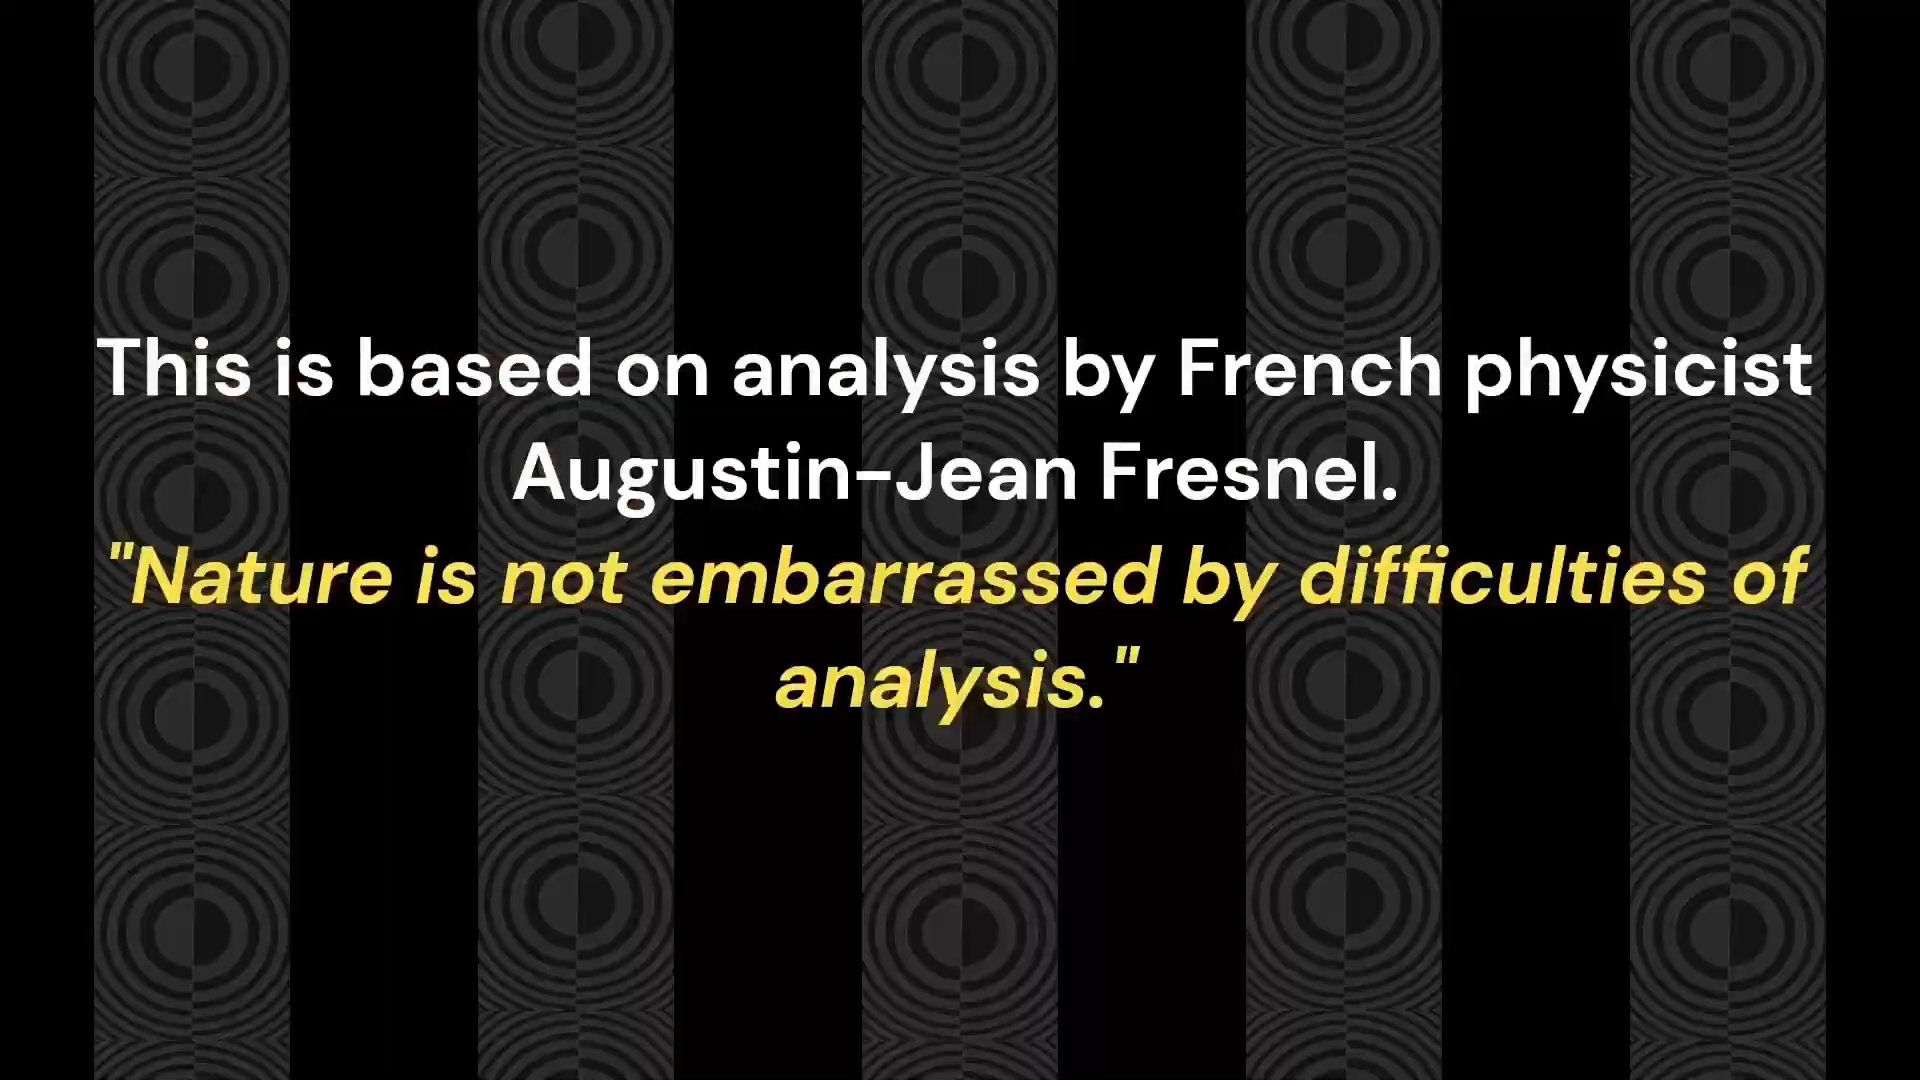 This is based on analysis by French physicist
Augustin-Jean Fresnel.
"Nature is not embarrassed by difficulties of
analysis."